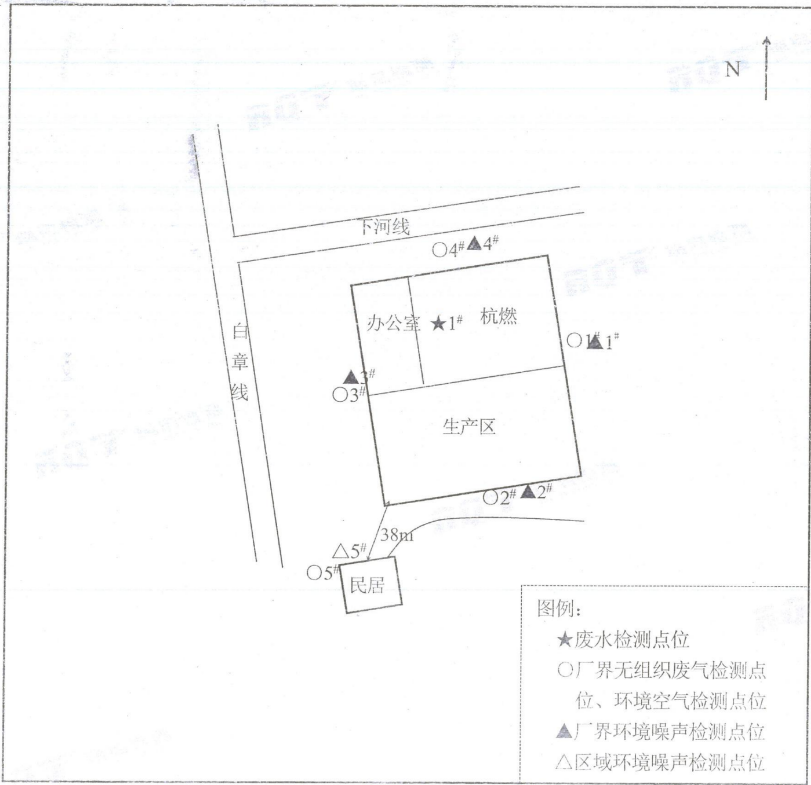 N
下河线
○4# ▲4#
办公室 ★1# 杭燃
○1# ▲1#
白章线
▲3#
○3#
生产区
○2# ▲2#
38m
△5#
○5#
民居
图例：
★废水检测点位
○厂界无组织废气检测点
位、环境空气检测点位
▲厂界环境噪声检测点位
△区域环境噪声检测点位